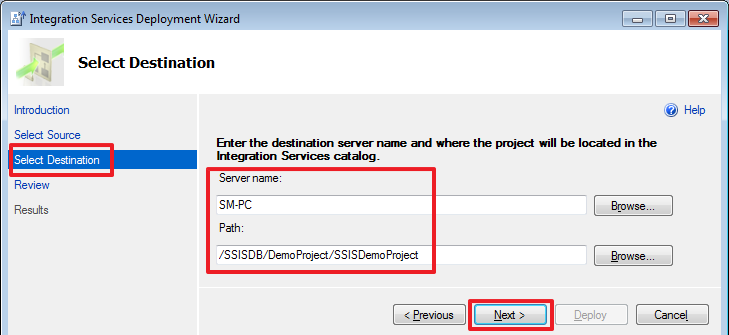 Integration Services Deployment Wizard
Select Destination
Introduction
Select Source
Select Destination
Review
Results
Help
Enter the destination server name and where the project will be located in the
Integration Services catalog.
Server name:
SM-PC
Browse...
Path:
/SSISDB/DemoProject/SSISDemoProject
Browse...
< Previous
Next >
Deploy
Cancel